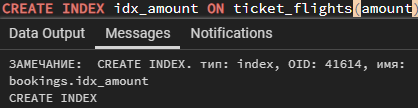 CREATE INDEX idx_amount ON ticket_flights(amount)
Data Output Messages Notifications
ЗАМЕЧАНИЕ: CREATE INDEX. тип: index, OID: 41614, имя:
bookings.idx_amount
CREATE INDEX